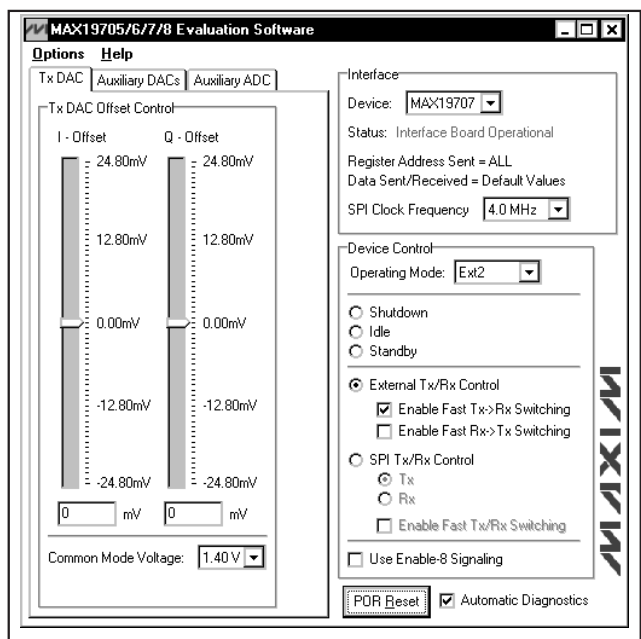 MAX19705/6/7/8 Evaluation Software
Options Help
Tx DAC Auxiliary DACs Auxiliary ADC
Tx DAC Offset Control
I - Offset Q - Offset
24.80mV 24.80mV
12.80mV 12.80mV
0.00mV 0.00mV
-12.80mV -12.80mV
-24.80mV -24.80mV
0 mV 0 mV
Common Mode Voltage: 1.40 V
Interface
Device: MAX19707
Status: Interface Board Operational
Register Address Sent = ALL
Data Sent/Received = Default Values
SPI Clock Frequency 4.0 MHz
Device Control
Operating Mode: Ext2
Shutdown
Idle
Standby
External Tx/Rx Control
Enable Fast Tx->Rx Switching
Enable Fast Rx->Tx Switching
SPI Tx/Rx Control
Tx
Rx
Enable Fast Tx/Rx Switching
Use Enable-8 Signaling
POR Reset Automatic Diagnostics
MAXIM